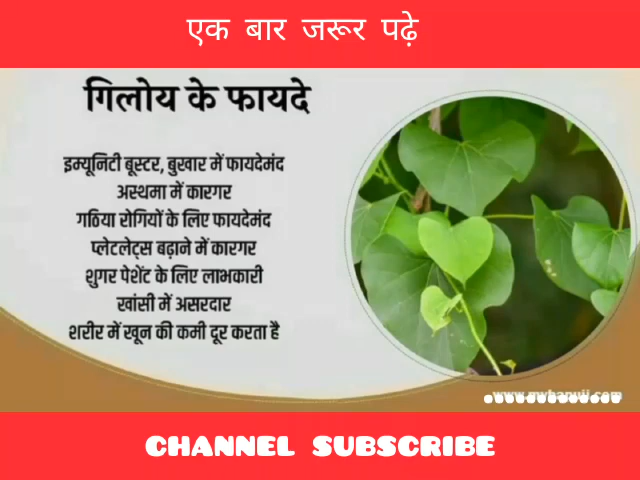 एक बार जरूर पढ़े
गिलोय के फायदे
इम्यूनिटी बूस्टर, बुखार में फायदेमंद
अस्थमा में कारगर
गठिया रोगियों के लिए फायदेमंद
प्लेटलेट्स बढ़ाने में कारगर
शुगर पेशेंट के लिए लाभकारी
खांसी में असरदार
शरीर में खून की कमी दूर करता है
CHANNEL SUBSCRIBE